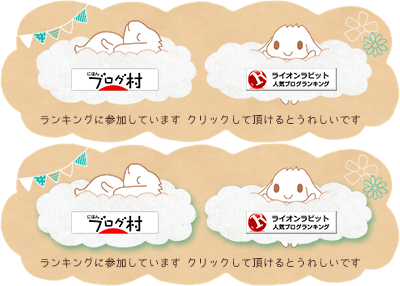 にほん
ブログ村
R ライオンラビット
人気ブログランキング
ランキングに参加しています クリックして頂けるとうれしいです
にほん
ブログ村
R ライオンラビット
人気ブログランキング
ランキングに参加しています クリックして頂けるとうれしいです